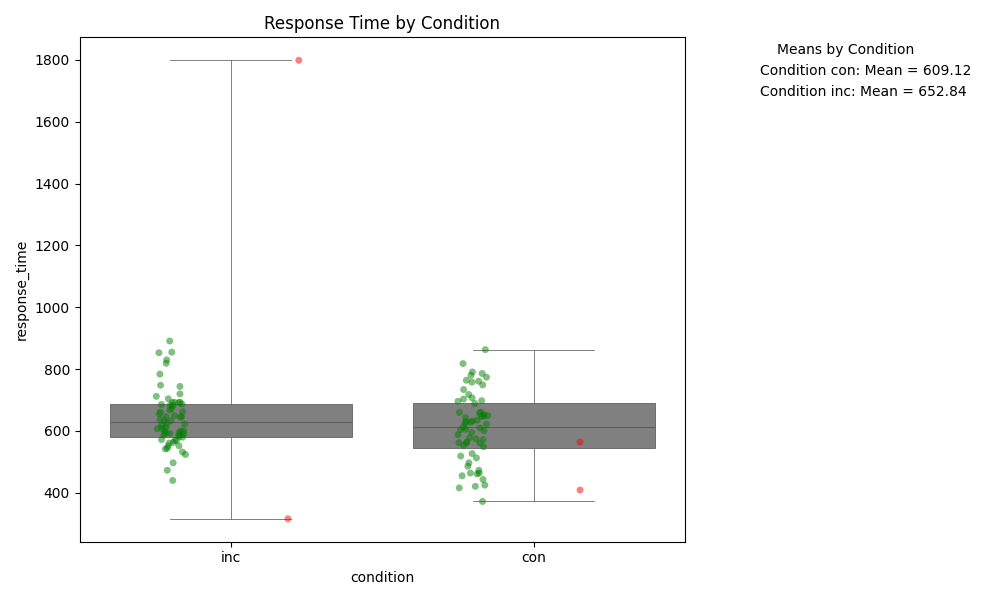 Response Time by Condition
Means by Condition
Condition con: Mean = 609.12
Condition inc: Mean = 652.84
response_time
1800
1600
1400
1200
1000
800
600
400
inc con
condition